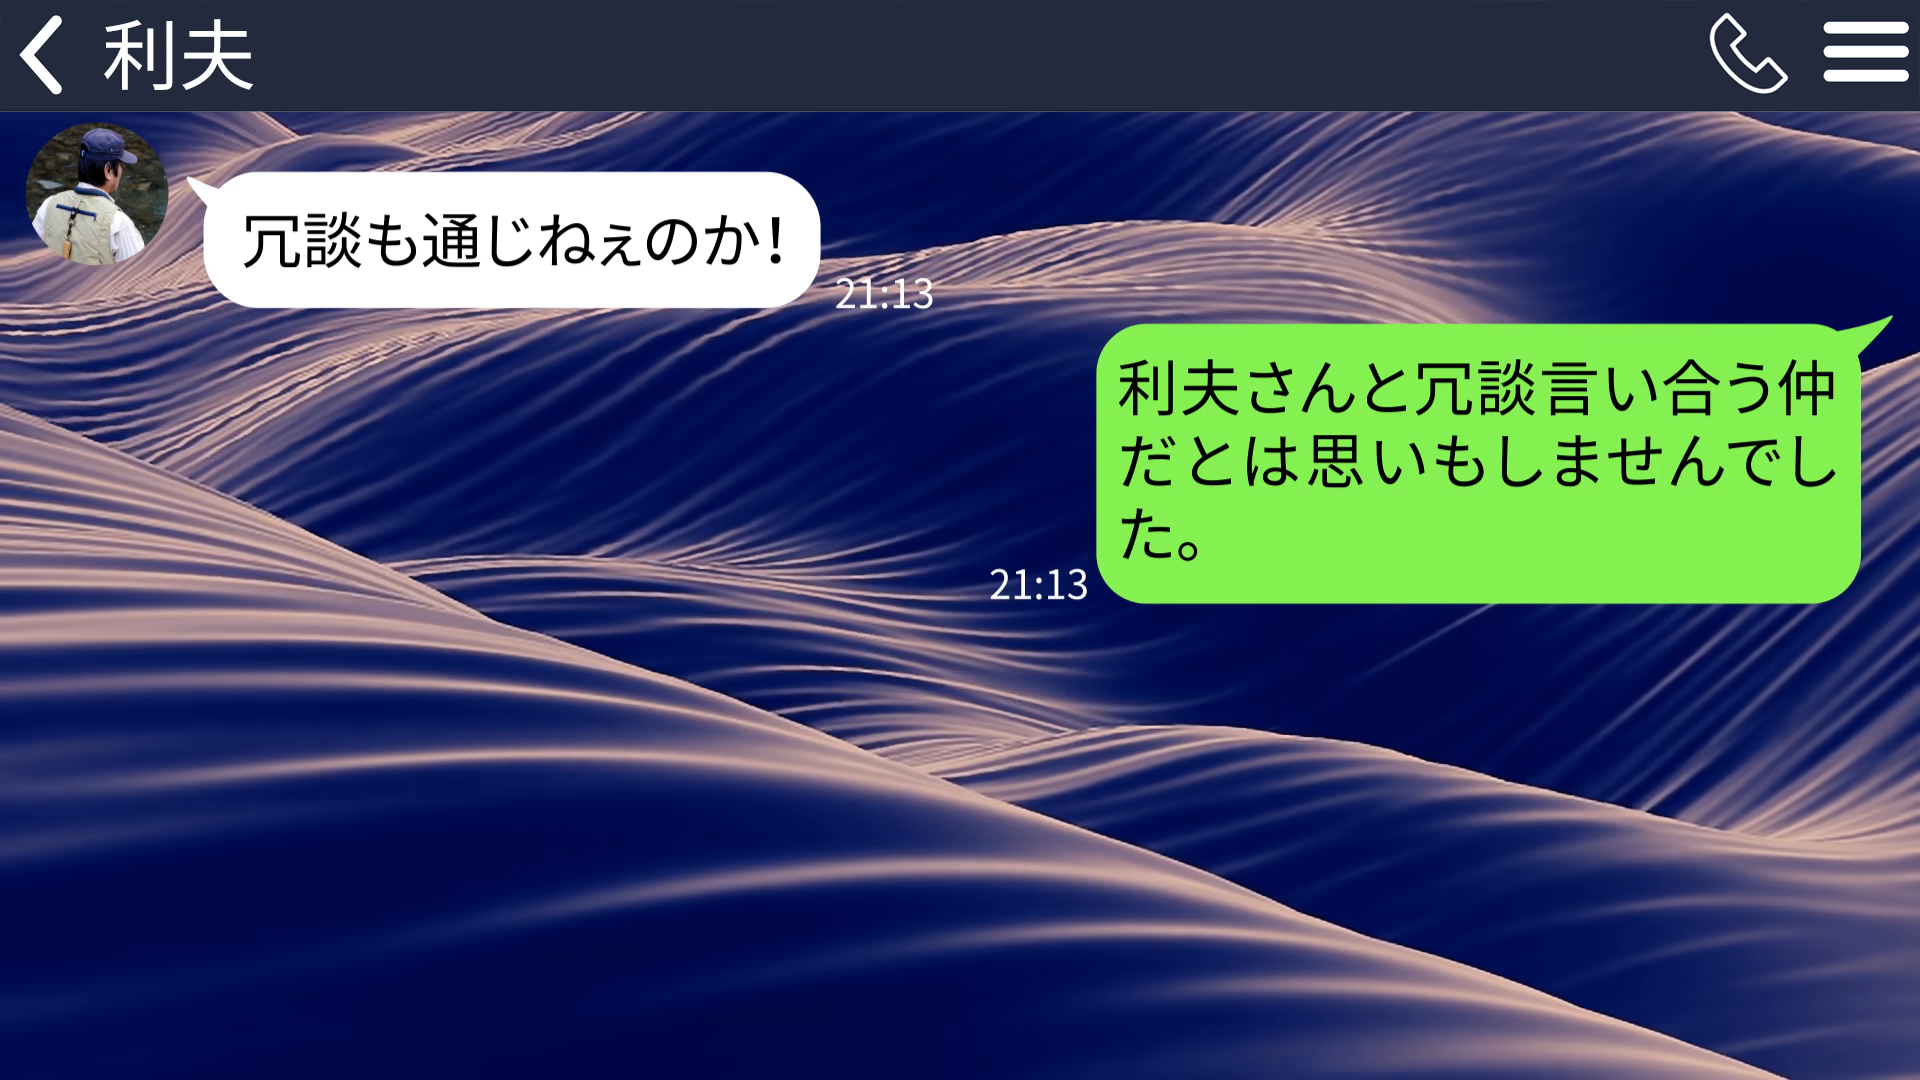 利夫
冗談も通じねぇのか！
21:13
利夫さんと冗談言い合う仲
だとは思いもしませんでし
た。
21:13